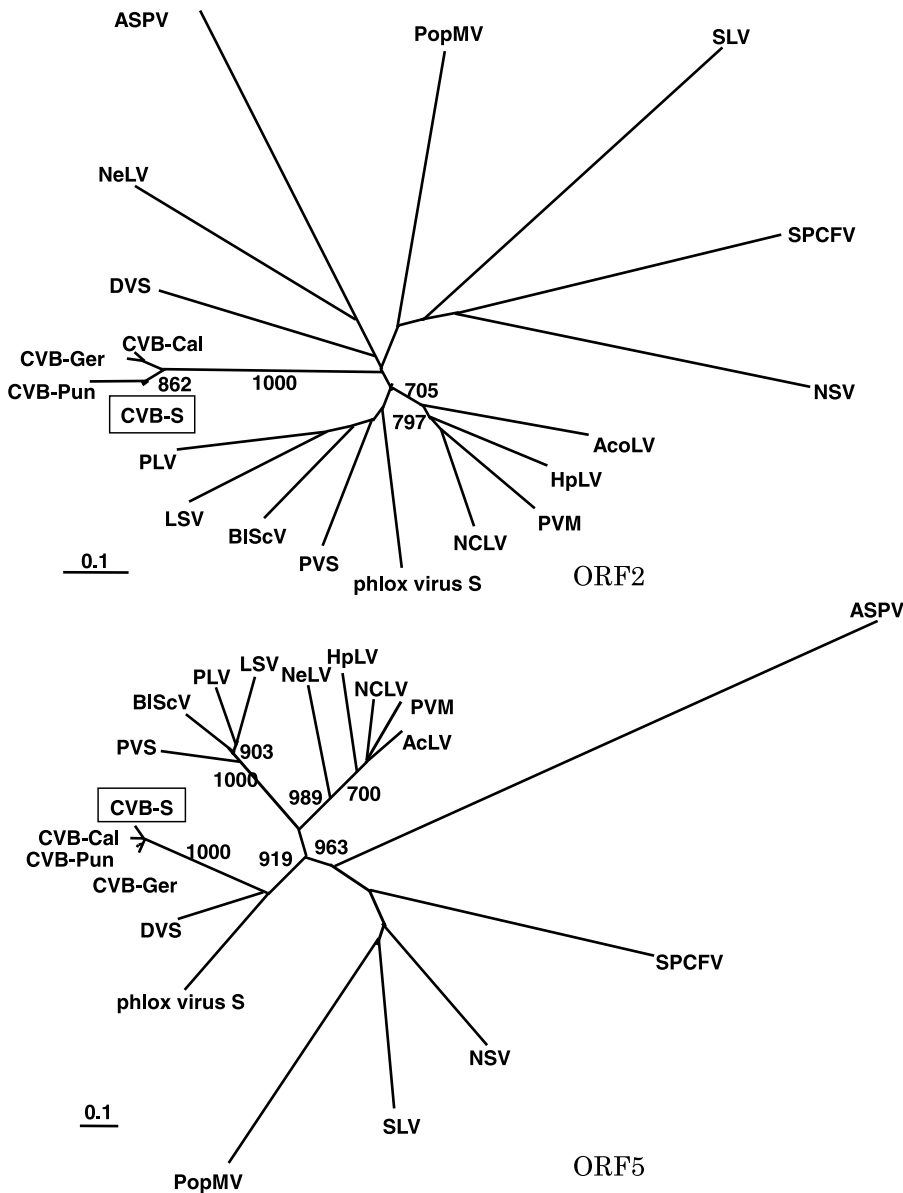 ASPV
PopMV
SLV
NeLV
SPCFV
DVS
CVB-Cal
CVB-Ger
CVB-Pun
862
1000
705
NSV
CVB-S
797
AcoLV
PLV
HpLV
LSV
PVM
BlScV
NCLV
PVS
0.1
phlox virus S
ORF2
ASPV
HpLV
LSV
NeLV
PLV
NCLV
BlScV
PVM
AcLV
PVS
903
1000
989
700
CVB-S
CVB-Cal
1000
919
963
CVB-Pun
CVB-Ger
DVS
SPCFV
phlox virus S
NSV
0.1
SLV
PopMV
ORF5